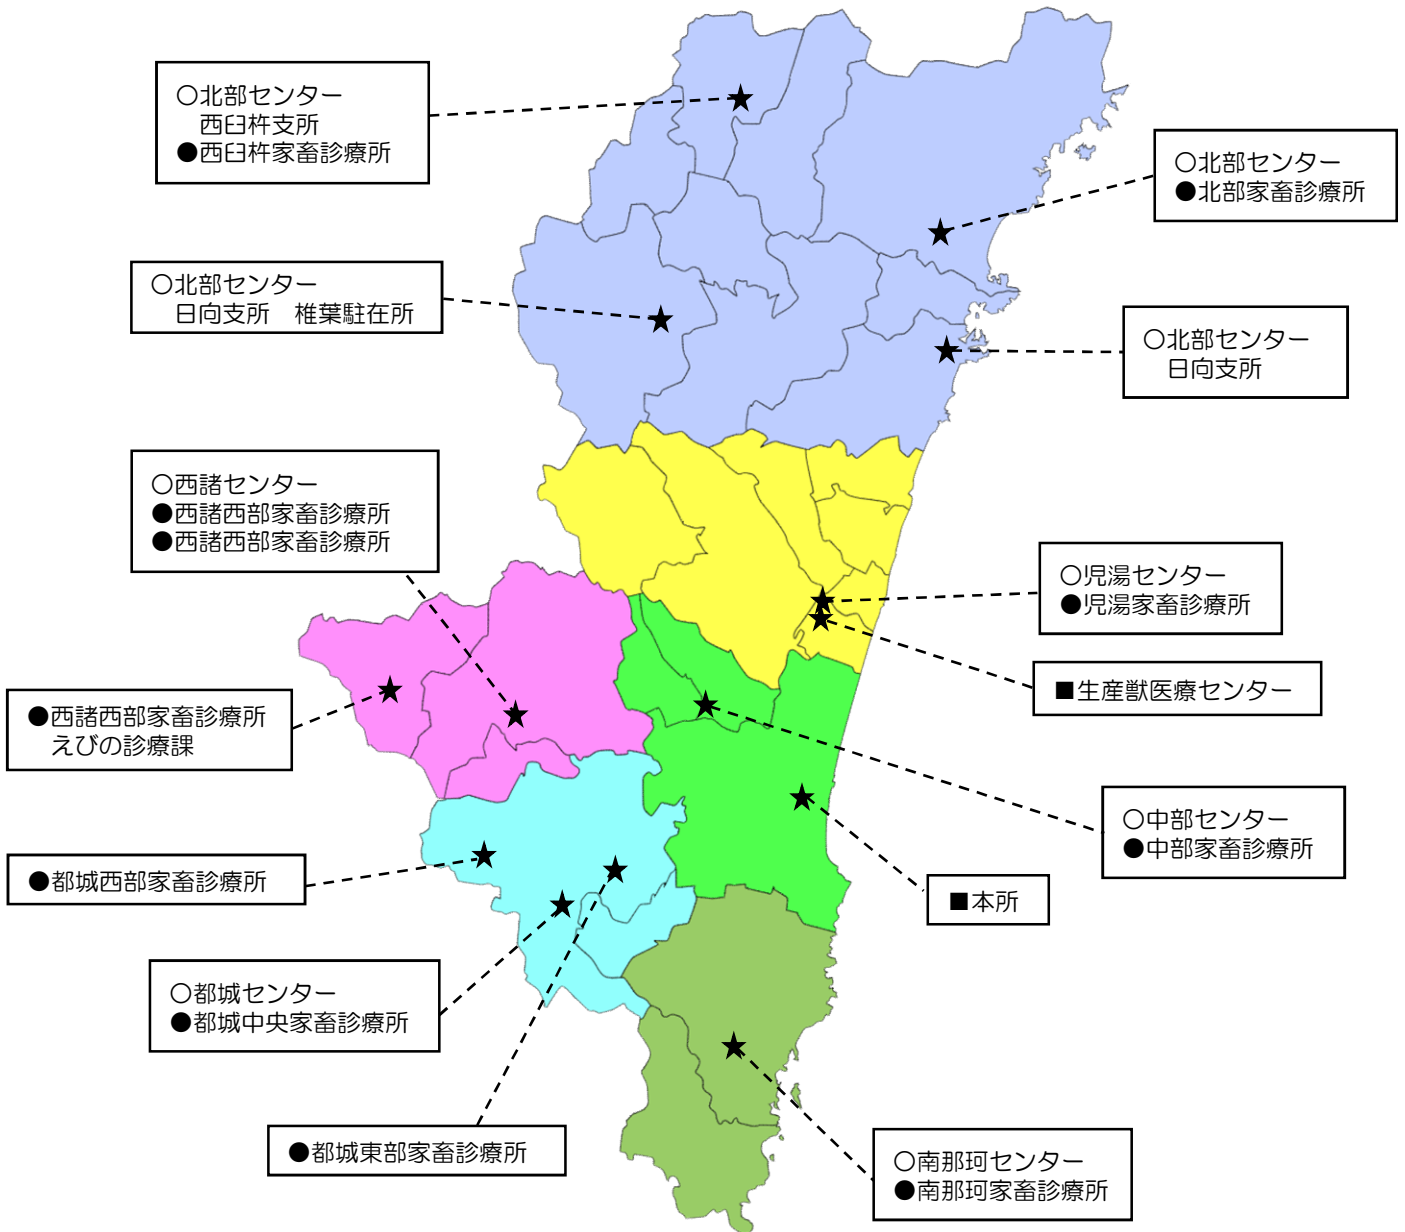 ○北部センター
西臼杵支所
●西臼杵家畜診療所
○北部センター
●北部家畜診療所
○北部センター
日向支所　椎葉駐在所
○北部センター
日向支所
○西諸センター
●西諸西部家畜診療所
●西諸西部家畜診療所
○児湯センター
●児湯家畜診療所
■生産獣医療センター
●西諸西部家畜診療所
えびの診療課
○中部センター
●中部家畜診療所
●都城西部家畜診療所
■本所
○都城センター
●都城中央家畜診療所
●都城東部家畜診療所
○南那珂センター
●南那珂家畜診療所